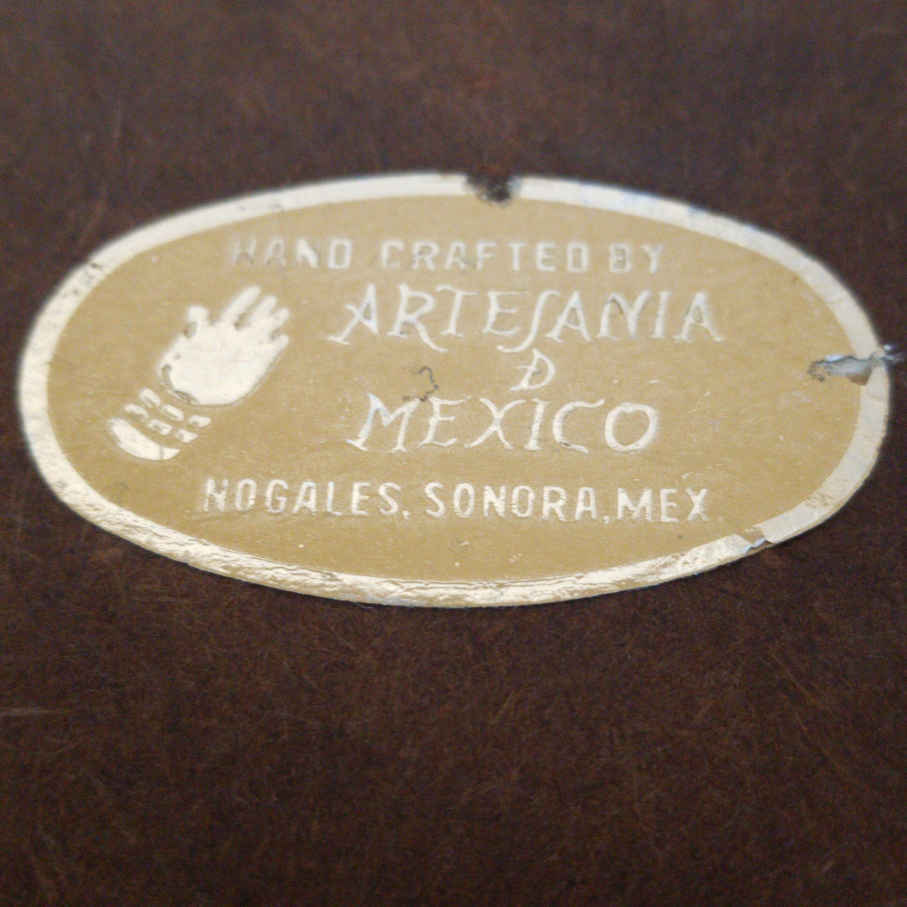 HAND CRAFTED BY
ARTESANIA
D
MEXICO
NOGALES, SONORA, MEX